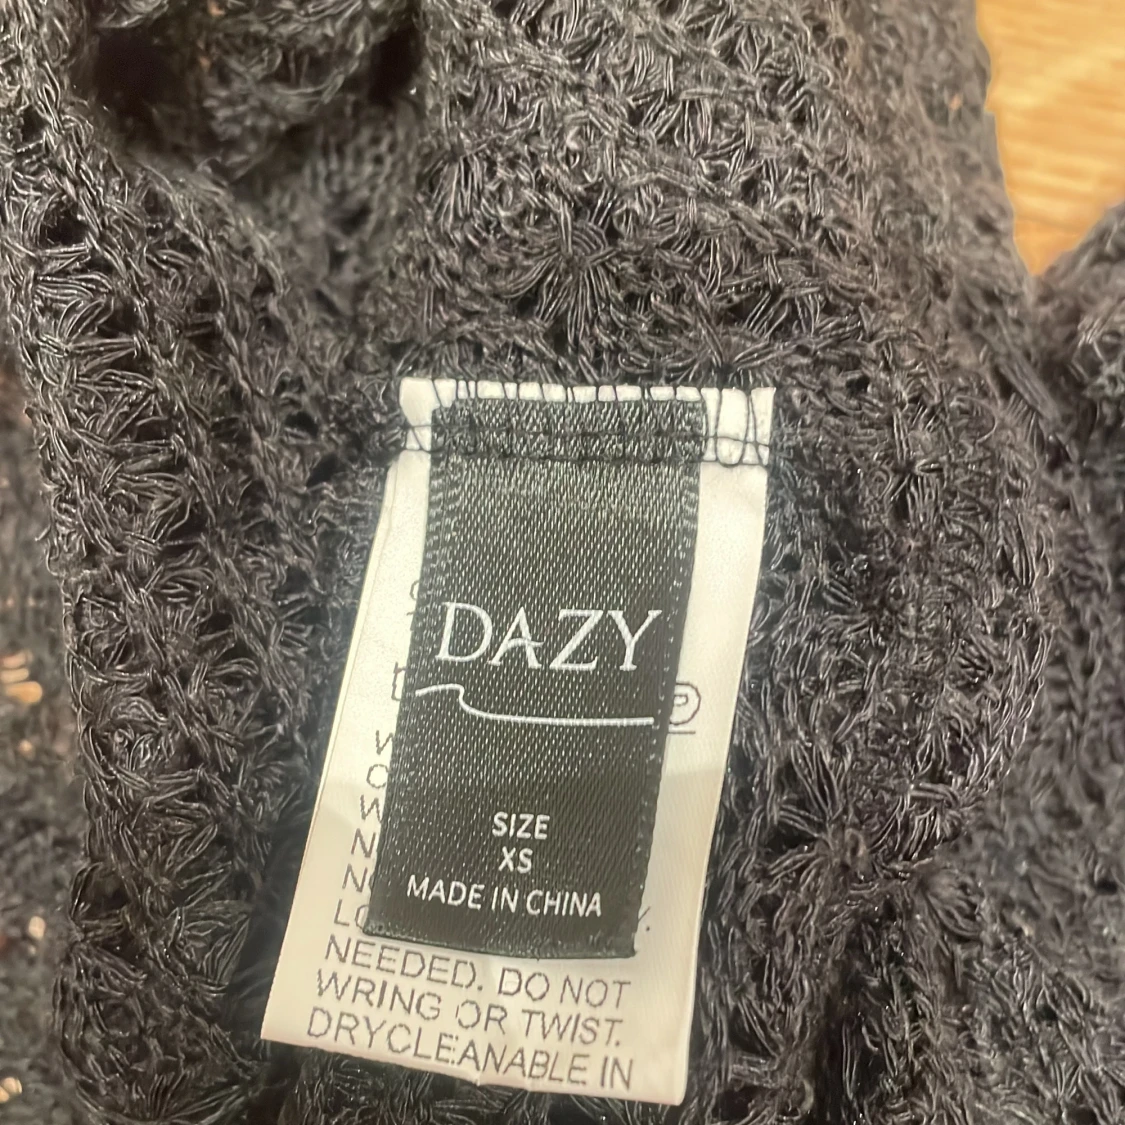 DAZY
SIZE
XS
MADE IN CHINA
NEEDED. DO NOT
WRING OR TWIST.
DRYCLEANABLE IN